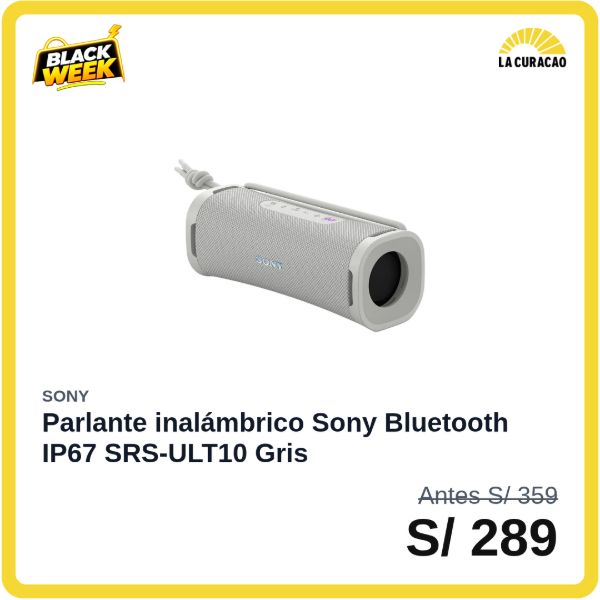 BLACK
WEEK
LA CURACAO
SONY
SONY
Parlante inalámbrico Sony Bluetooth
IP67 SRS-ULT10 Gris
Antes S/ 359
S/ 289